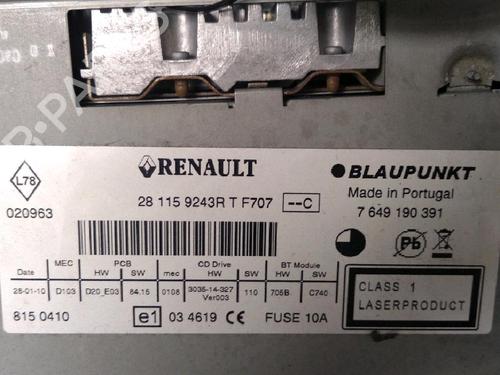 L78
020963
RENAULT
28 115 9243R T F707 --C
BLAUPUNKT
Made in Portugal
7 649 190 391
Pb
MEC PCB CD Drive BT Module
Date HW SW mec HW SW HW SW
28-01-10 D103 D20_E03 84.15 0108 3035-14-327 Ver003 110 705B. C740
CLASS 1
LASERPRODUCT
815 0410
e1 03 4619 CE FUSE 10A